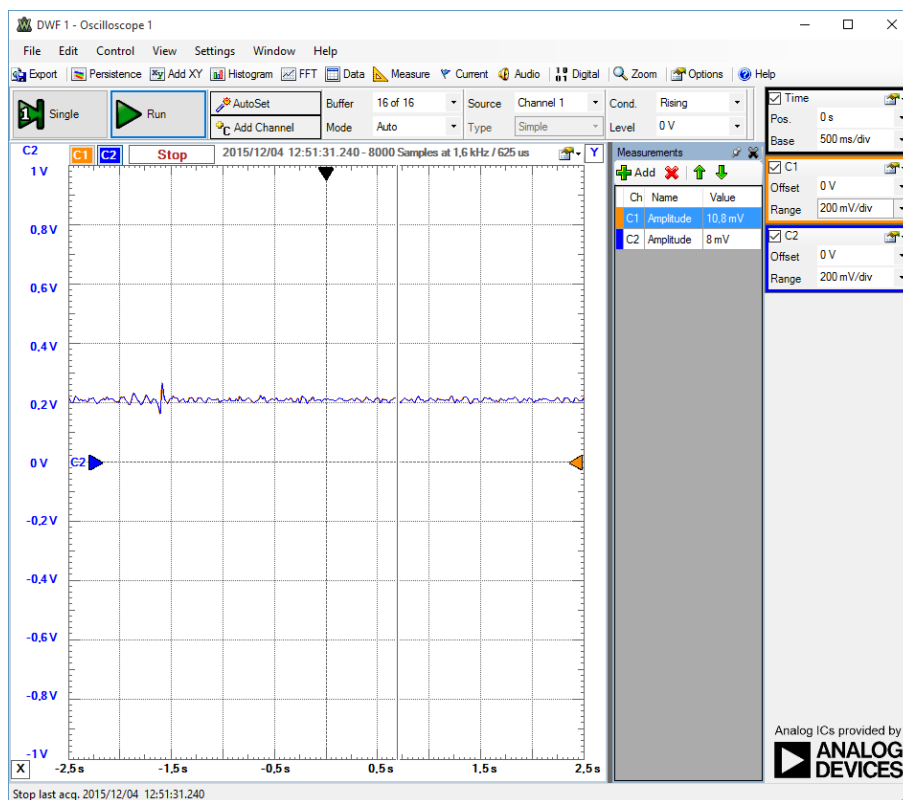 DWF 1 - Oscilloscope 1
File Edit Control View Settings Window Help
Export Persistence Add XY Histogram FFT Data Measure Current Audio Digital Zoom Options Help
Single Run AutoSet Buffer 16 of 16 Source Channel 1 Cond. Rising
Add Channel Mode Auto Type Simple Level 0 V
Time
Pos. 0 s
Base 500 ms/div
C1
Offset 0 V
Range 200 mV/div
C2
Offset 0 V
Range 200 mV/div
C2 C1 C2 Stop 2015/12/04 12:51:31.240 - 8000 Samples at 1,6 kHz / 625 us Y
Measurements
Add
Ch Name Value
C1 Amplitude 10,8 mV
C2 Amplitude 8 mV
1 V
0,8 V
0,6 V
0,4 V
0,2 V
0 V C2
-0,2 V
-0,4 V
-0,6 V
-0,8 V
-1 V
X -2,5 s -1,5 s -0,5 s 0,5 s 1,5 s 2,5 s
Analog ICs provided by
ANALOG
DEVICES
Stop last acq. 2015/12/04 12:51:31.240